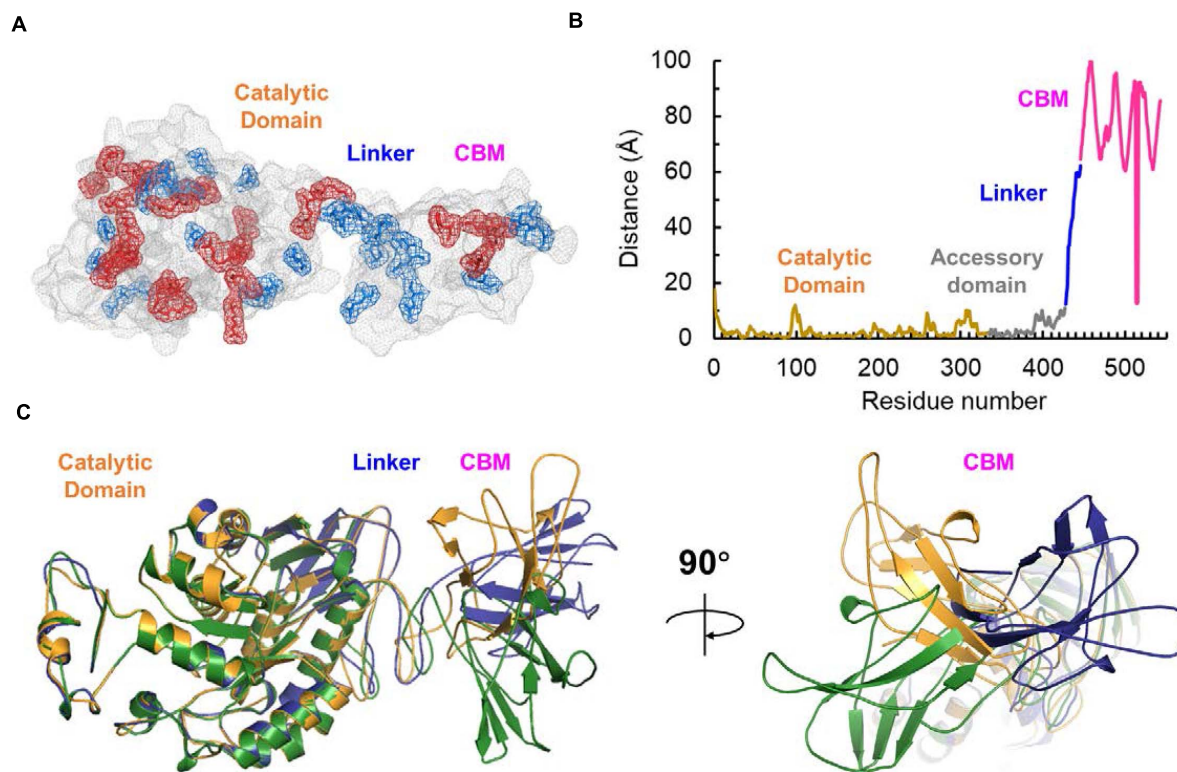 A
Catalytic
Domain
Linker
CBM
B
Distance (Å)
100
80
60
40
20
0
CBM
Linker
Catalytic
Domain
Accessory
domain
0
100
200
300
400
500
Residue number
C
Catalytic
Domain
Linker
CBM
90°
CBM